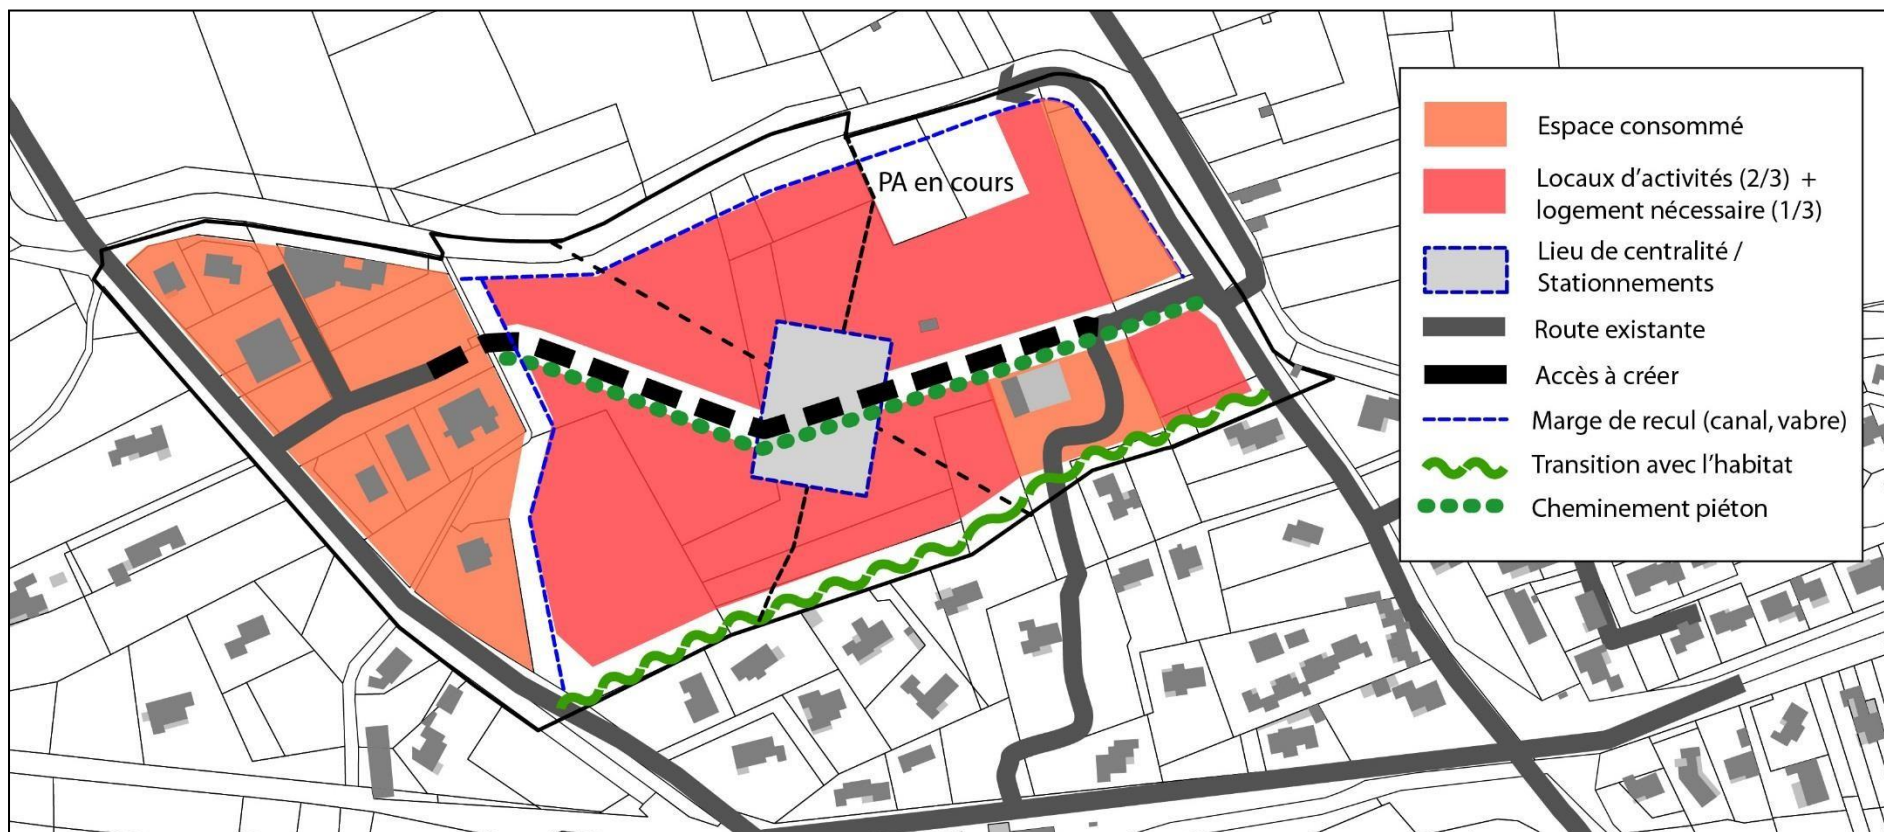 PA en cours
Espace consommé
Locaux d'activités (2/3) +
logement nécessaire (1/3)
Lieu de centralité /
Stationnements
Route existante
Accès à créer
Marge de recul (canal, vabre)
Transition avec l'habitat
Cheminement piéton